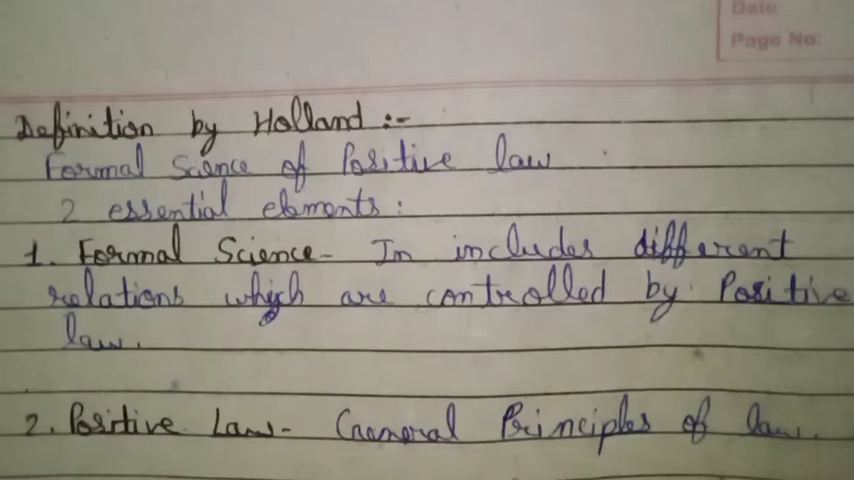 Date
Page No:
Definition by Holland :-
Formal Science of Positive law
2 essential elements:
1. Formal Science - In includes different
relations which are controlled by Positive
law.
2. Positive Law - General Principles of law.